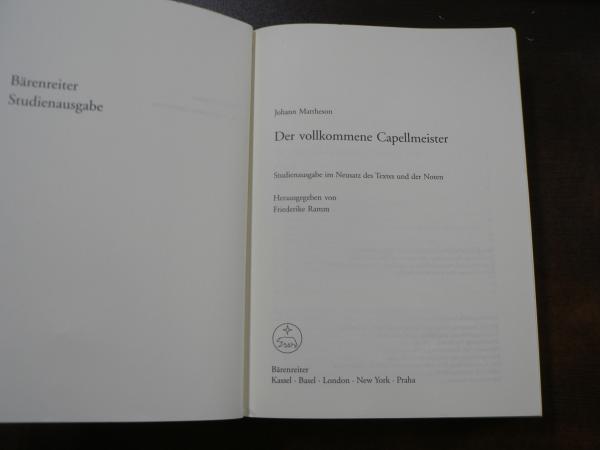 Bärenreiter
Studienausgabe
Johann Mattheson
Der vollkommene Capellmeister
Studienausgabe im Neusatz des Textes und der Noten
Herausgegeben von
Friederike Ramm
Bärenreiter
Kassel · Basel · London · New York · Praha